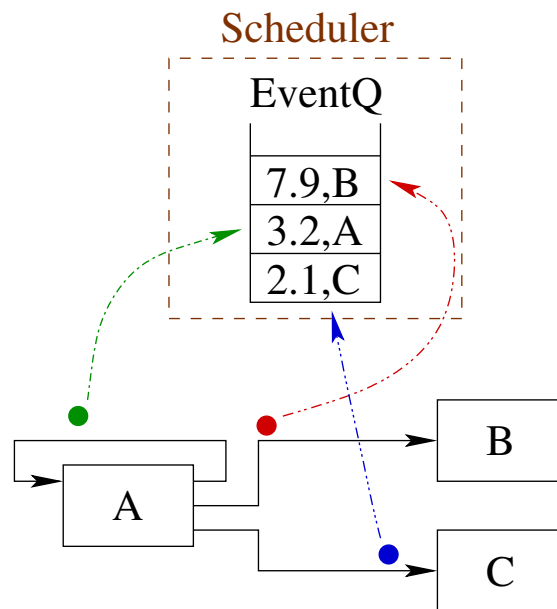 Scheduler
EventQ
7.9,B
3.2,A
2.1,C
B
A
C